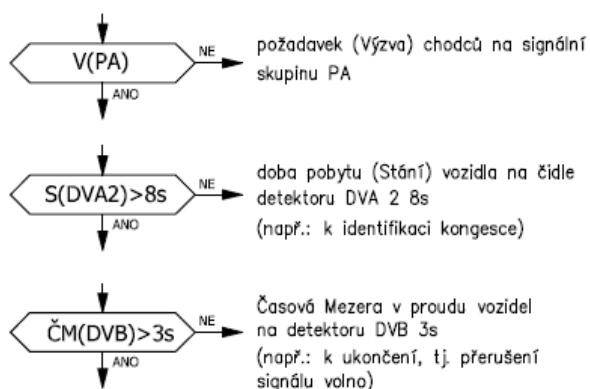 V(PA)
NE
ANO
požadavek (Výzva) chodců na signální
skupinu PA
S(DVA2)>8s
NE
ANO
doba pobytu (Stání) vozidla na čidle
detektoru DVA 2 8s
(např.: k identifikaci kongesce)
ČM(DVB)>3s
NE
ANO
Časová Mezera v proudu vozidel
na detektoru DVB 3s
(např.: k ukončení, tj. přerušení
signálu volno)